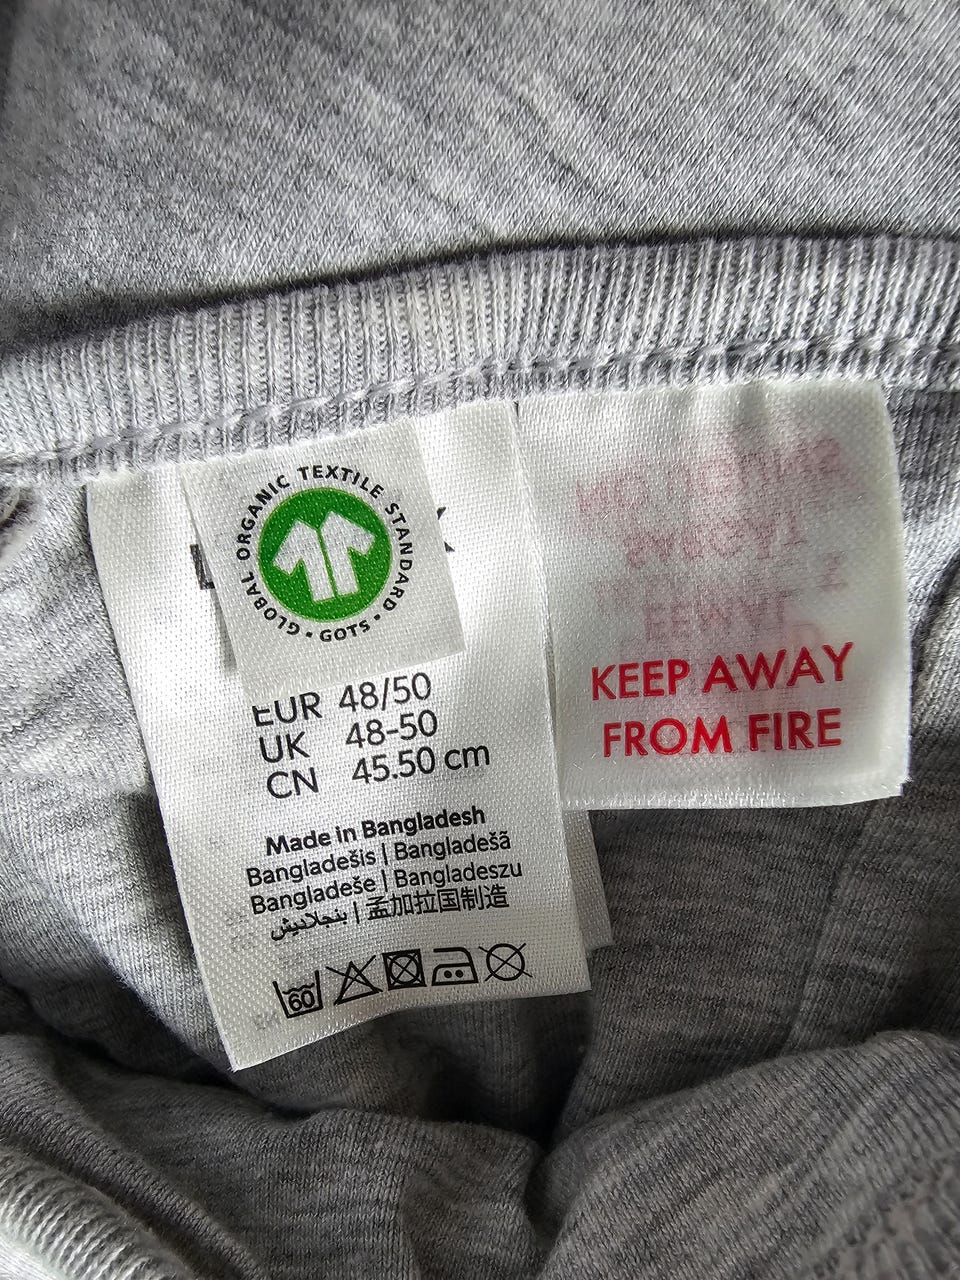 GLOBAL ORGANIC TEXTILE STANDARD • GOTS •
EUR 48/50
UK 48-50
CN 45.50 cm
Made in Bangladesh
Bangladešis | Bangladešā
Bangladeše | Bangladeszu
بنجلاديش | 孟加拉国制造
60
KEEP AWAY
FROM FIRE